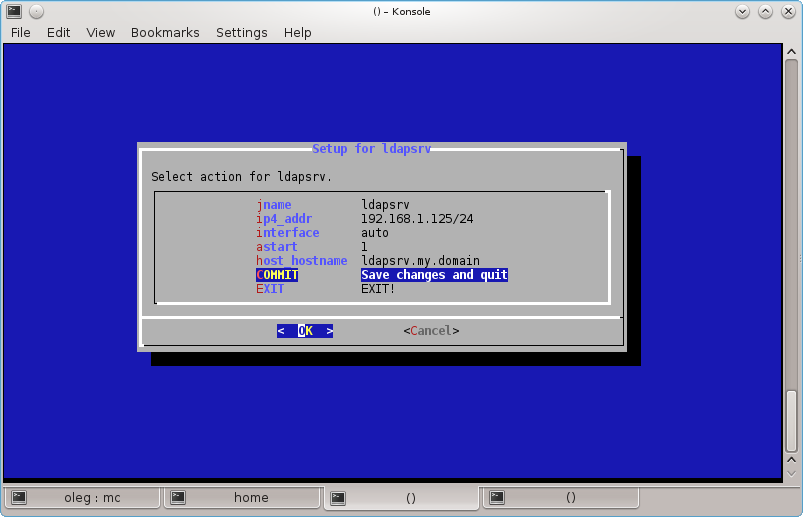 () – Konsole
File Edit View Bookmarks Settings Help
Setup for ldapsrv
Select action for ldapsrv.
jname ldapsrv
ip4_addr 192.168.1.125/24
interface auto
astart 1
host_hostname ldapsrv.my.domain
COMMIT Save changes and quit
EXIT EXIT!
< OK > <Cancel>
oleg : mc home () ()